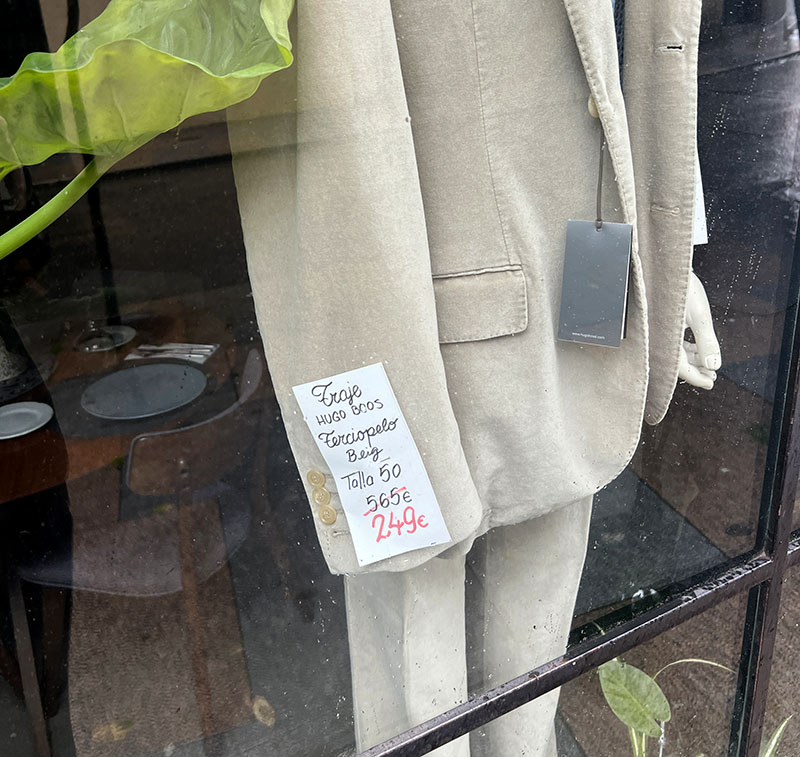 Traje
HUGO BOOS
Terciopelo
Beig
Talla 50
565€
249€